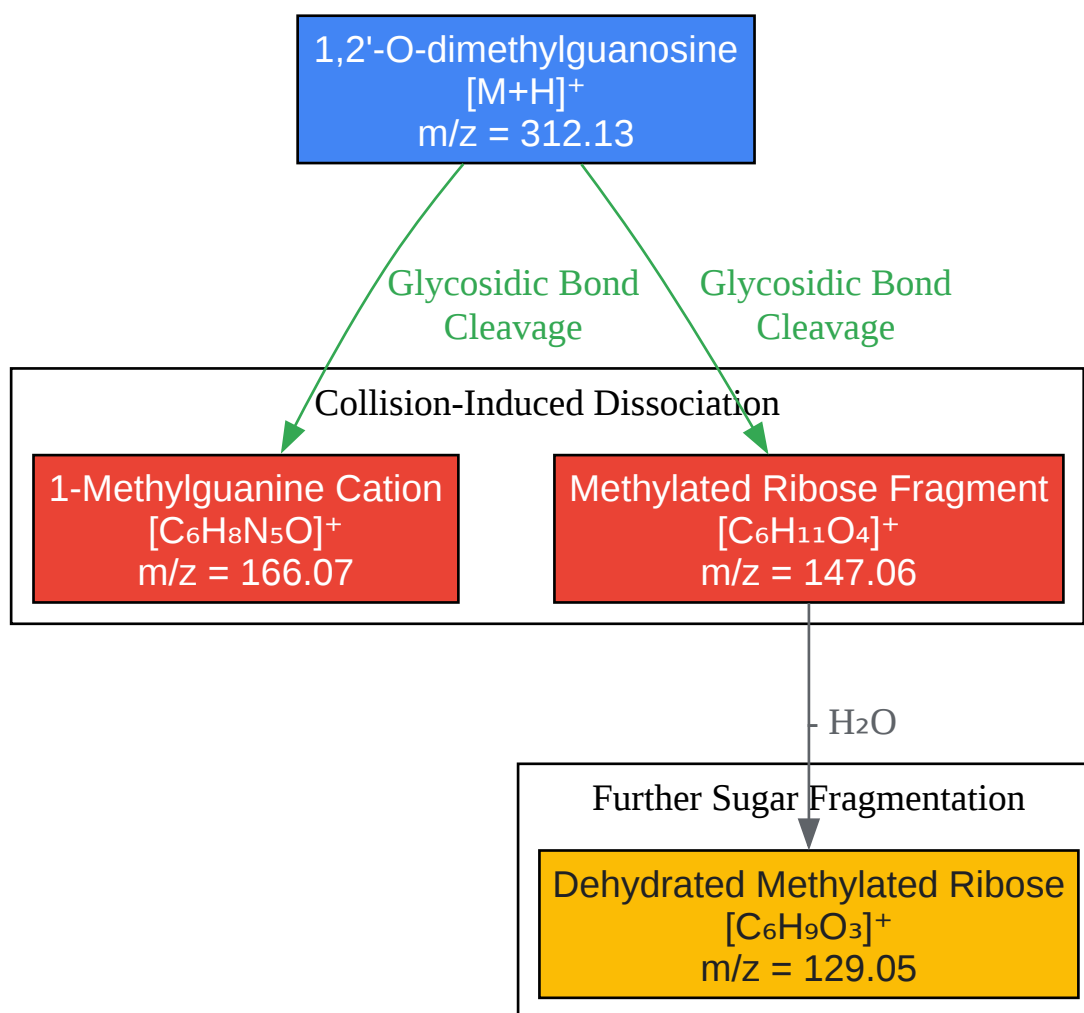 1,2'-O-dimethylguanosine
[M+H]⁺
m/z = 312.13
Glycosidic Bond
Cleavage
Glycosidic Bond
Cleavage
Collision-Induced Dissociation
1-Methylguanine Cation
[C₆H₈N₅O]⁺
m/z = 166.07
Methylated Ribose Fragment
[C₆H₁₁O₄]⁺
m/z = 147.06
- H₂O
Further Sugar Fragmentation
Dehydrated Methylated Ribose
[C₆H₉O₃]⁺
m/z = 129.05